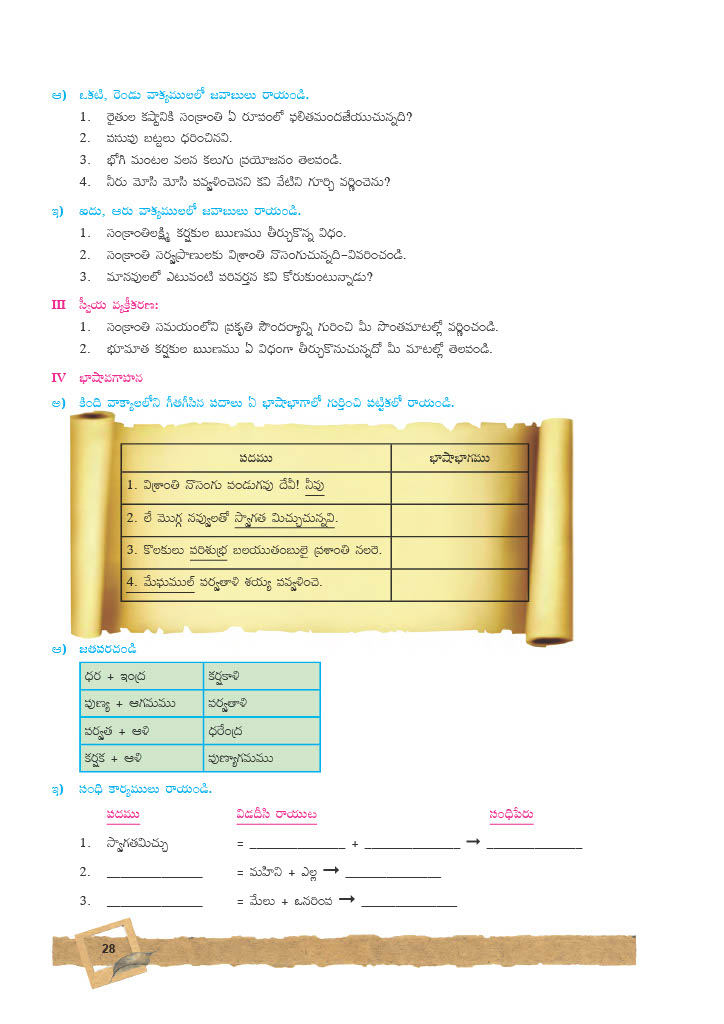 ఆ) ఒకటి, రెండు వాక్యములలో జవాబులు రాయండి.
1. రైతుల కష్టానికి సంక్రాంతి ఏ రూపంలో ఫలితమందజేయుచున్నది?
2. పసువు బట్టలు ధరించినవి.
3. భోగి మంటల వలన కలుగు ప్రయోజనం తెలపండి.
4. నీరు మోసి మోసి పవ్వళించెనని కవి వేటిని గూర్చి వర్ణించెను?
ఇ) ఐదు, ఆరు వాక్యములలో జవాబులు రాయండి.
1. సంక్రాంతిలక్ష్మి కర్షకుల ఋణము తీర్చుకొన్న విధం.
2. సంక్రాంతి సర్వప్రాణులకు విశ్రాంతి నొసెంగుచున్నది-వివరించండి.
3. మానవులలో ఎటువంటి పరివర్తన కవి కోరుకుంటున్నాడు?
III స్వీయ వ్యక్తీకరణ:
1. సంక్రాంతి సమయంలోని ప్రకృతి సౌందర్యాన్ని గురించి మీ సొంతమాటల్లో వర్ణించండి.
2. భూమాత కర్షకుల ఋణము ఏ విధంగా తీర్చుకొనుచున్నదో మీ మాటల్లో తెలపండి.
IV భాషావగాహన
అ) కింది వాక్యాలలోని గీతగీసిన పదాలు ఏ భాషాభాగాలో గుర్తించి పట్టికలో రాయండి.
పదము భాషాభాగము
1. విశ్రాంతి నొసెంగు పండుగవు దేవీ! నీవు
2. లే మొగ్గ నవ్వులతో స్వాగత మిచ్చుచున్నవి.
3. కొలకులు పరిశుభ్ర బలయుతంబులై ప్రశాంతి నలరె.
4. మేఘముల్ పర్వతాళి శయ్య పవ్వళించె.
ఆ) జతపరచండి
ధర + ఇంద్ర కర్షకాళి
పుణ్య + ఆగమము పర్వతాళి
పర్వత + ఆళి ధరేంద్ర
కర్షక + ఆళి పుణ్యాగమము
ఇ) సంధి కార్యములు రాయండి.
పదము విడదీసి రాయుట సంధిపేరు
1. స్వాగతమిచ్చు = ______________ + ______________ → ______________
2. ______________ = మహిని + ఎల్ల → ______________
3. ______________ = మేలు + ఒనరింప → ______________
28